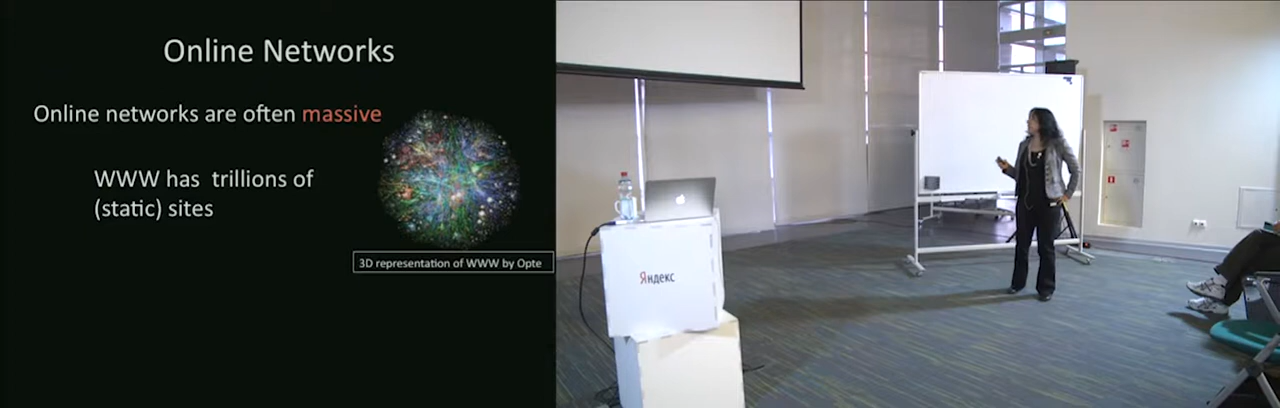 Online Networks
Online networks are often massive
WWW has trillions of
(static) sites
3D representation of WWW by Opte
Яндекс